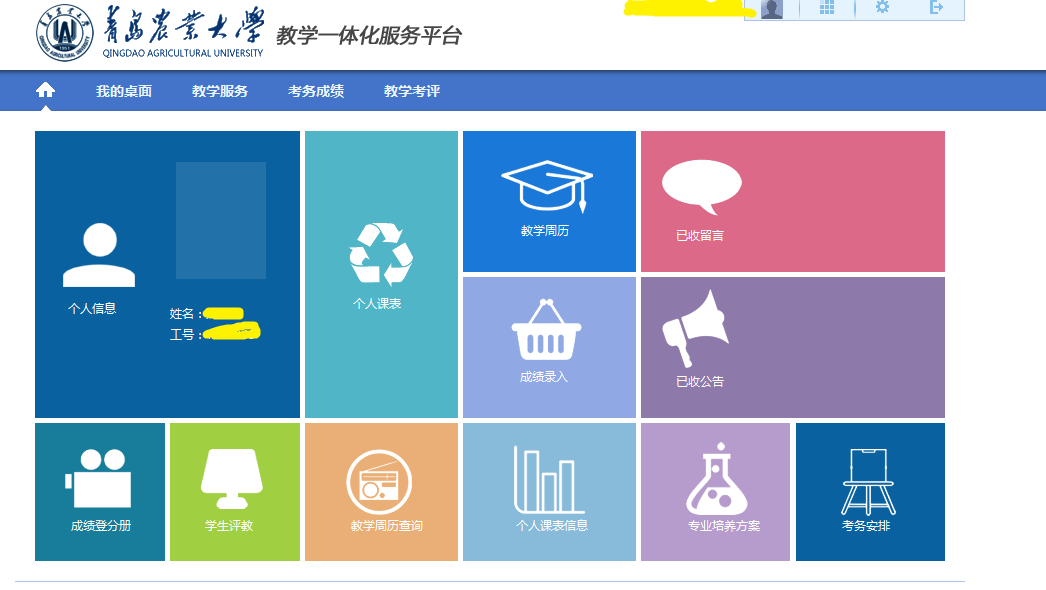 青岛农业大学
QINGDAO AGRICULTURAL UNIVERSITY
教学一体化服务平台
我的桌面
教学服务
考务成绩
教学考评
个人信息
姓名：
工号：
个人课表
教学周历
已收留言
成绩录入
已收公告
成绩登分册
学生评教
教学周历查询
个人课表信息
专业培养方案
考务安排